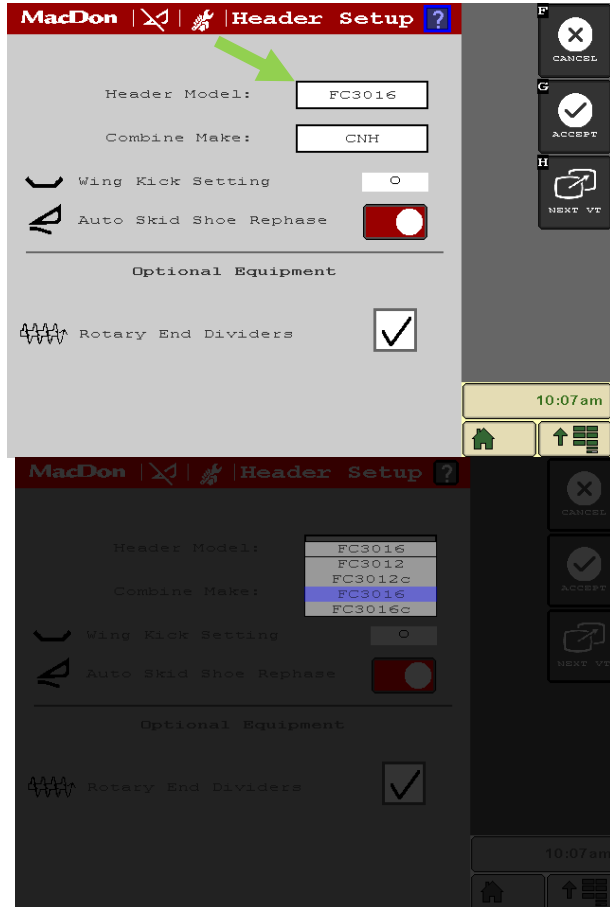 MacDon | | |Header Setup ?
F
CANCEL
Header Model: FC3016
G
ACCEPT
Combine Make: CNH
H
NEXT VT
Wing Kick Setting 0
Auto Skid Shoe Rephase
Optional Equipment
Rotary End Dividers
10:07am
MacDon | | |Header Setup ?
CANCEL
Header Model: FC3016
FC3012
FC3012c
ACCEPT
Combine Make: FC3016
FC3016c
Wing Kick Setting 0
NEXT VT
Auto Skid Shoe Rephase
Optional Equipment
Rotary End Dividers
10:07am